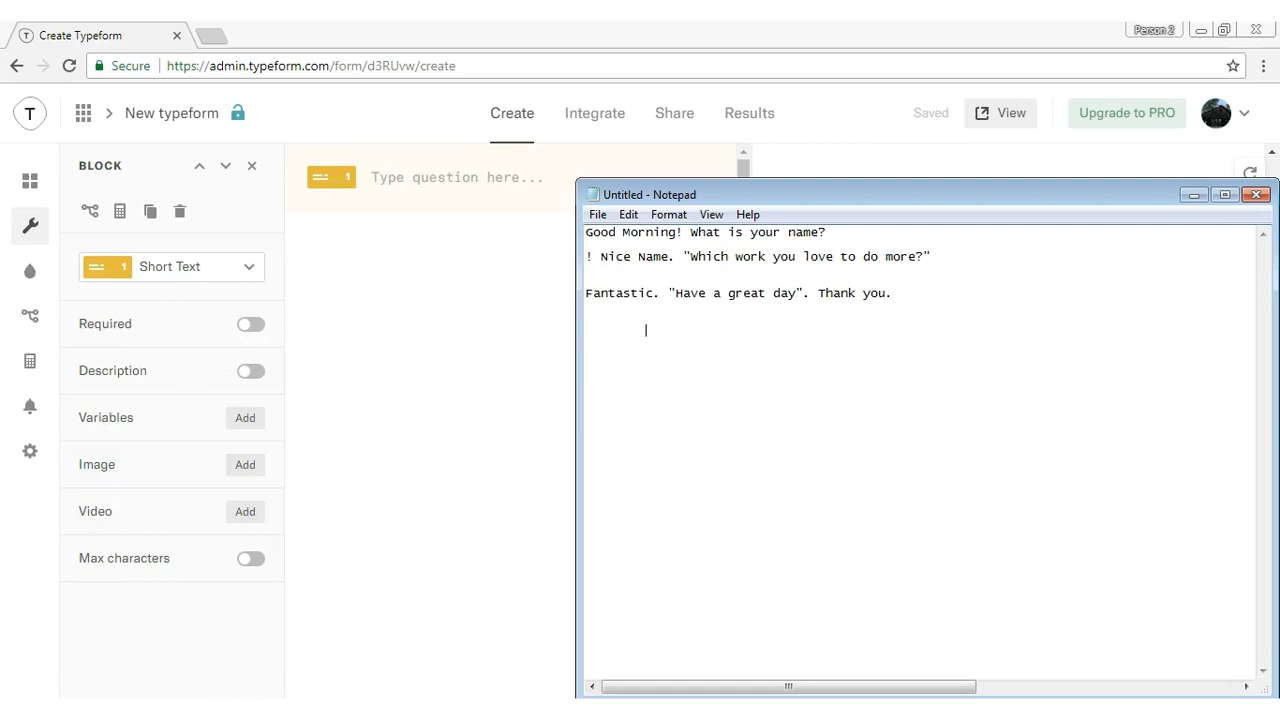 Create Typeform
Person 2
Secure
https://admin.typeform.com/form/d3RUvw/create
T
New typeform
Create
Integrate
Share
Results
Saved
View
Upgrade to PRO
BLOCK
1
Type question here...
1
Short Text
Required
Description
Variables
Add
Image
Add
Video
Add
Max characters
Untitled - Notepad
File
Edit
Format
View
Help
Good Morning! What is your name?
! Nice Name. "Which work you love to do more?"
Fantastic. "Have a great day". Thank you.